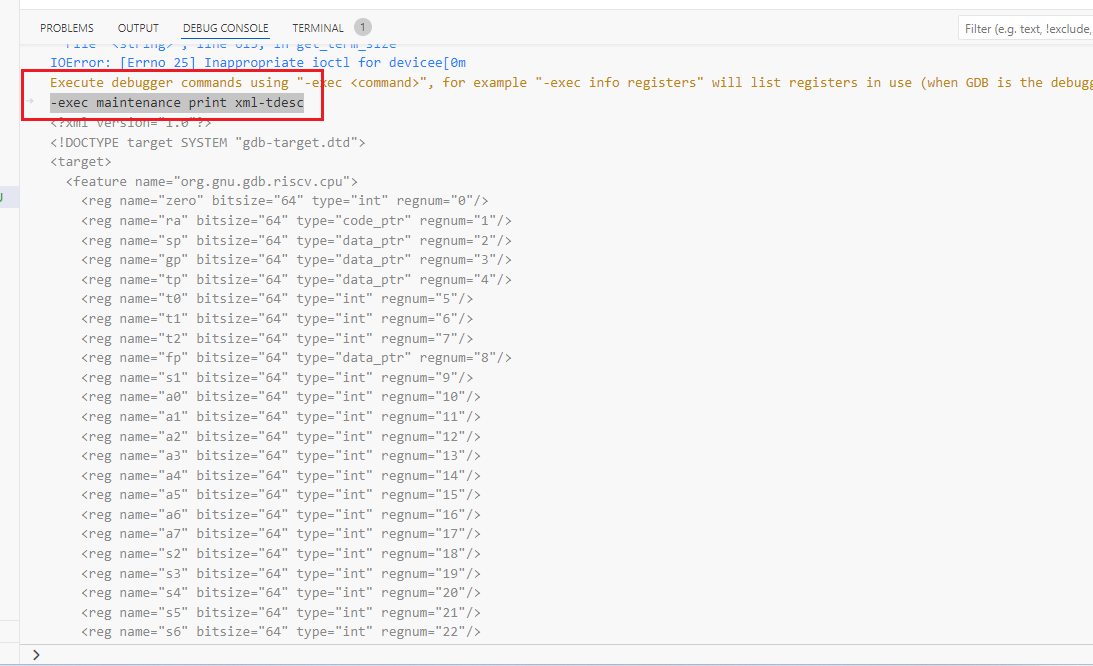 PROBLEMS OUTPUT DEBUG CONSOLE TERMINAL 1
Filter (e.g. text, !exclude,
File "<string>", line 613, in get_term_size
IOError: [Errno 25] Inappropriate ioctl for devicee[0m
Execute debugger commands using "-exec <command>", for example "-exec info registers" will list registers in use (when GDB is the debugg
-exec maintenance print xml-tdesc
<?xml version="1.0"?>
<!DOCTYPE target SYSTEM "gdb-target.dtd">
<target>
<feature name="org.gnu.gdb.riscv.cpu">
<reg name="zero" bitsize="64" type="int" regnum="0"/>
<reg name="ra" bitsize="64" type="code_ptr" regnum="1"/>
<reg name="sp" bitsize="64" type="data_ptr" regnum="2"/>
<reg name="gp" bitsize="64" type="data_ptr" regnum="3"/>
<reg name="tp" bitsize="64" type="data_ptr" regnum="4"/>
<reg name="t0" bitsize="64" type="int" regnum="5"/>
<reg name="t1" bitsize="64" type="int" regnum="6"/>
<reg name="t2" bitsize="64" type="int" regnum="7"/>
<reg name="fp" bitsize="64" type="data_ptr" regnum="8"/>
<reg name="s1" bitsize="64" type="int" regnum="9"/>
<reg name="a0" bitsize="64" type="int" regnum="10"/>
<reg name="a1" bitsize="64" type="int" regnum="11"/>
<reg name="a2" bitsize="64" type="int" regnum="12"/>
<reg name="a3" bitsize="64" type="int" regnum="13"/>
<reg name="a4" bitsize="64" type="int" regnum="14"/>
<reg name="a5" bitsize="64" type="int" regnum="15"/>
<reg name="a6" bitsize="64" type="int" regnum="16"/>
<reg name="a7" bitsize="64" type="int" regnum="17"/>
<reg name="s2" bitsize="64" type="int" regnum="18"/>
<reg name="s3" bitsize="64" type="int" regnum="19"/>
<reg name="s4" bitsize="64" type="int" regnum="20"/>
<reg name="s5" bitsize="64" type="int" regnum="21"/>
<reg name="s6" bitsize="64" type="int" regnum="22"/>